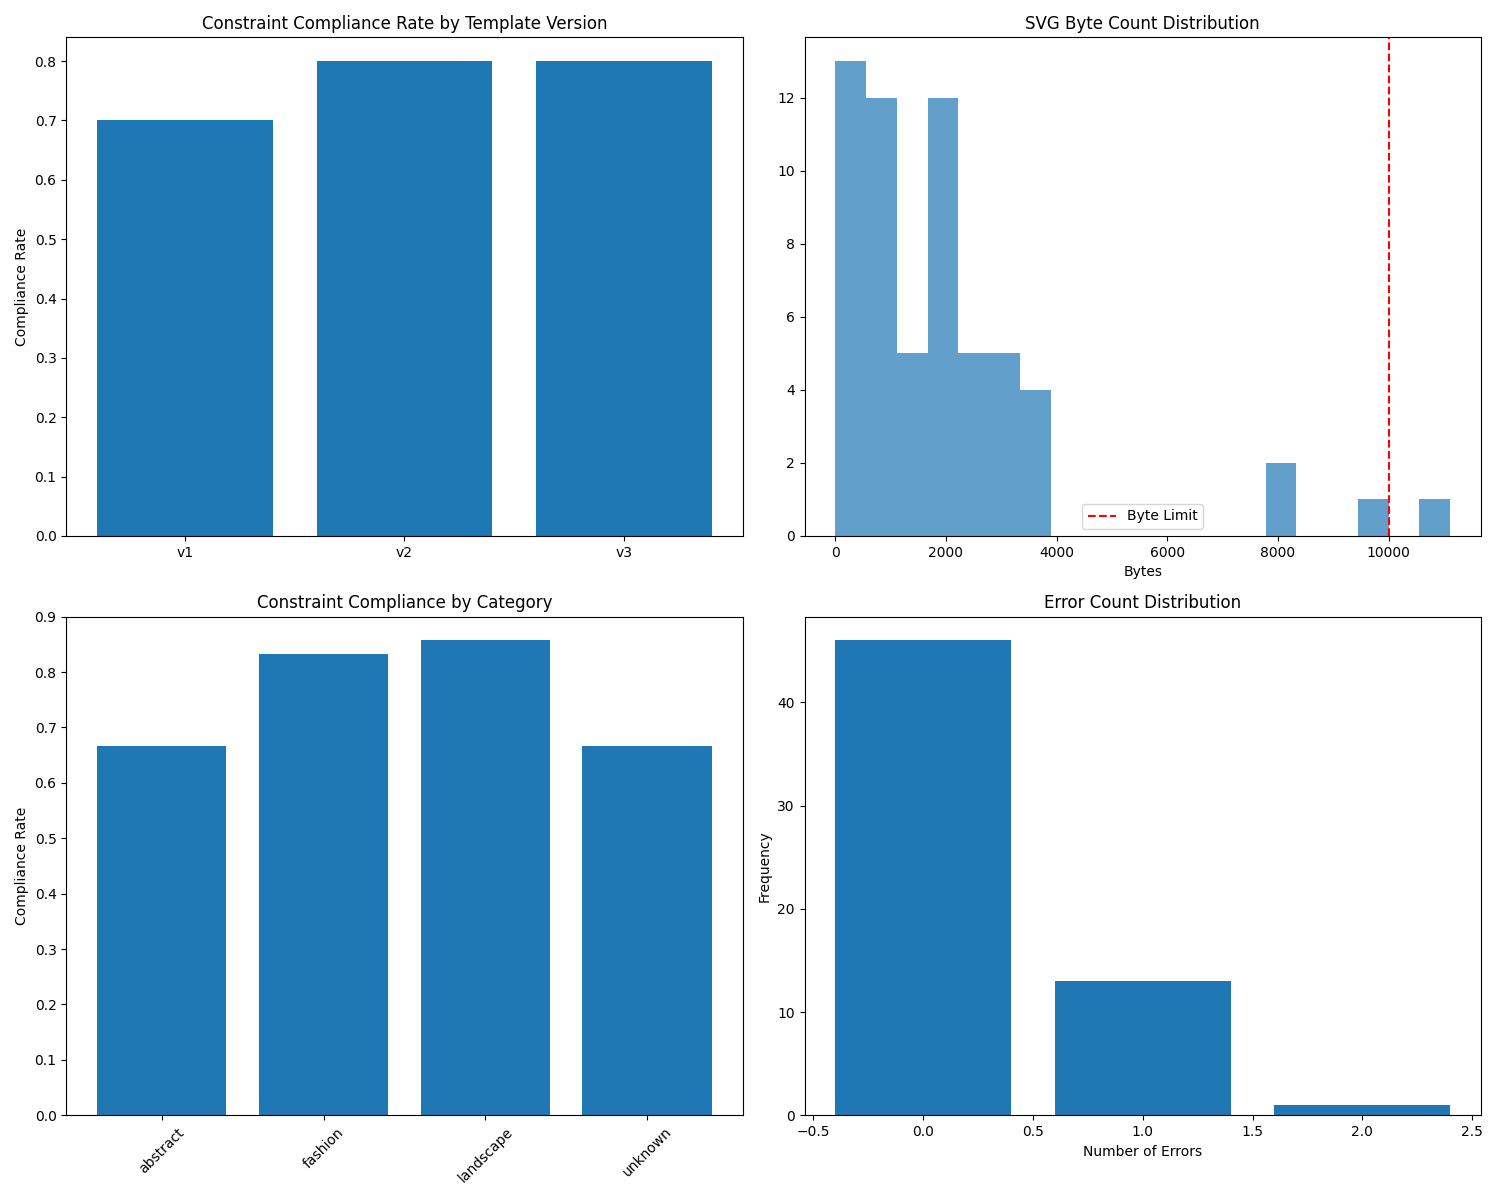 Constraint Compliance Rate by Template Version
Compliance Rate
0.8
0.7
0.6
0.5
0.4
0.3
0.2
0.1
0.0
v1 v2 v3
SVG Byte Count Distribution
12
10
8
6
4
2
0
Byte Limit
0 2000 4000 6000 8000 10000
Bytes
Constraint Compliance by Category
Compliance Rate
0.9
0.8
0.7
0.6
0.5
0.4
0.3
0.2
0.1
0.0
abstract fashion landscape unknown
Error Count Distribution
Frequency
40
30
20
10
0
−0.5 0.0 0.5 1.0 1.5 2.0 2.5
Number of Errors